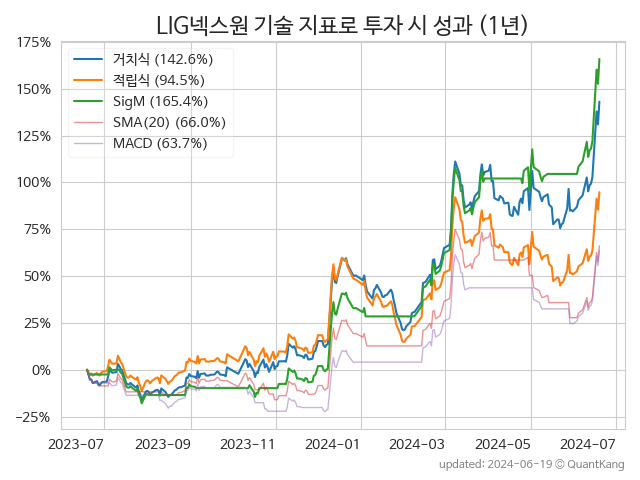 LIG넥스원 기술 지표로 투자 시 성과 (1년)
175%
150%
125%
100%
75%
50%
25%
0%
−25%
거치식 (142.6%)
적립식 (94.5%)
SigM (165.4%)
SMA(20) (66.0%)
MACD (63.7%)
2023-07 2023-09 2023-11 2024-01 2024-03 2024-05 2024-07
updated: 2024-06-19 © QuantKang